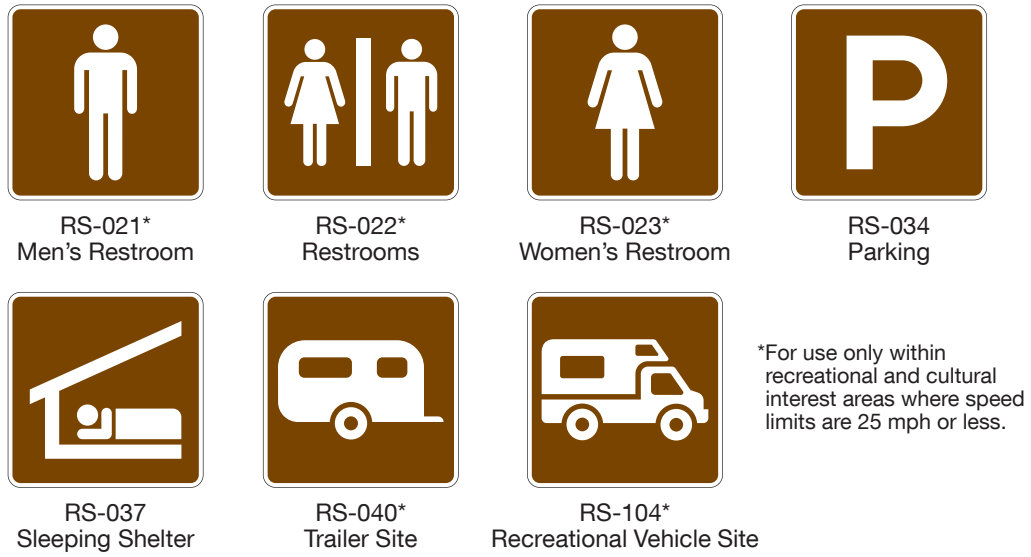 P
RS-021*
Men’s Restroom
RS-022*
Restrooms
RS-023*
Women’s Restroom
RS-034
Parking
RS-037
Sleeping Shelter
RS-040*
Trailer Site
RS-104*
Recreational Vehicle Site
*For use only within
recreational and cultural
interest areas where speed
limits are 25 mph or less.